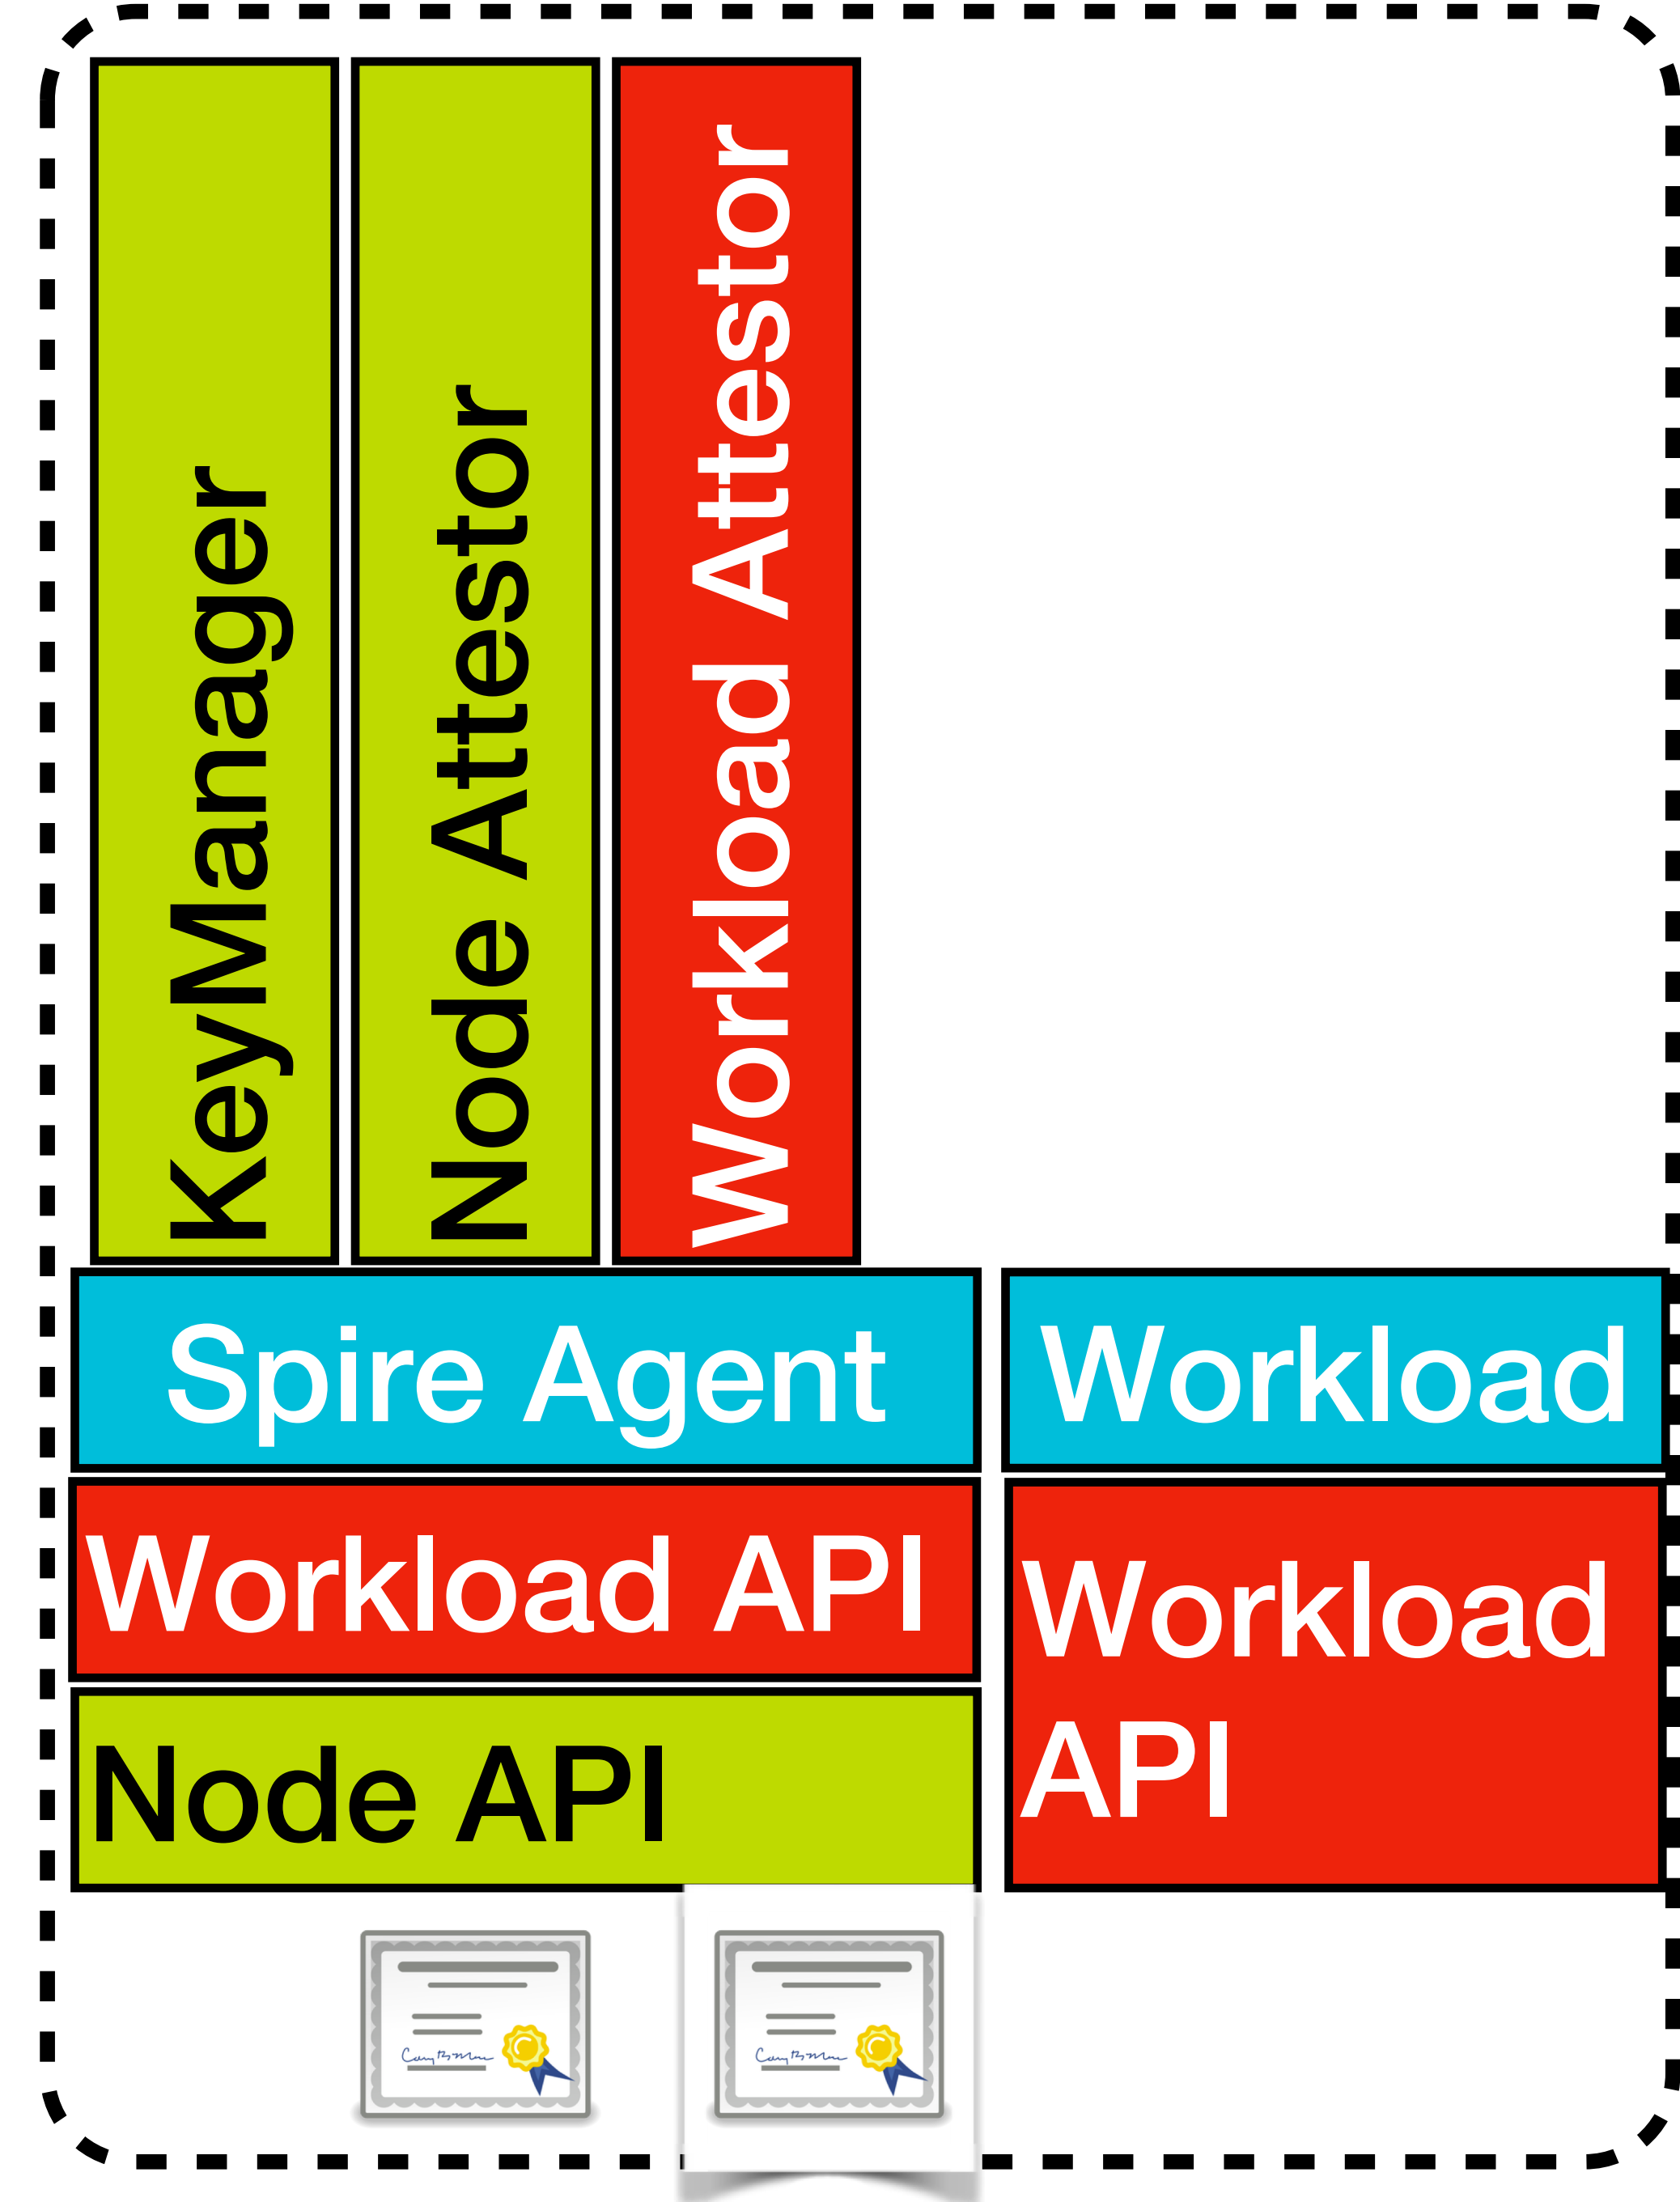 KeyManager
Node Attestor
Workload Attestor
Spire Agent
Workload
Workload API
Workload
API
Node API